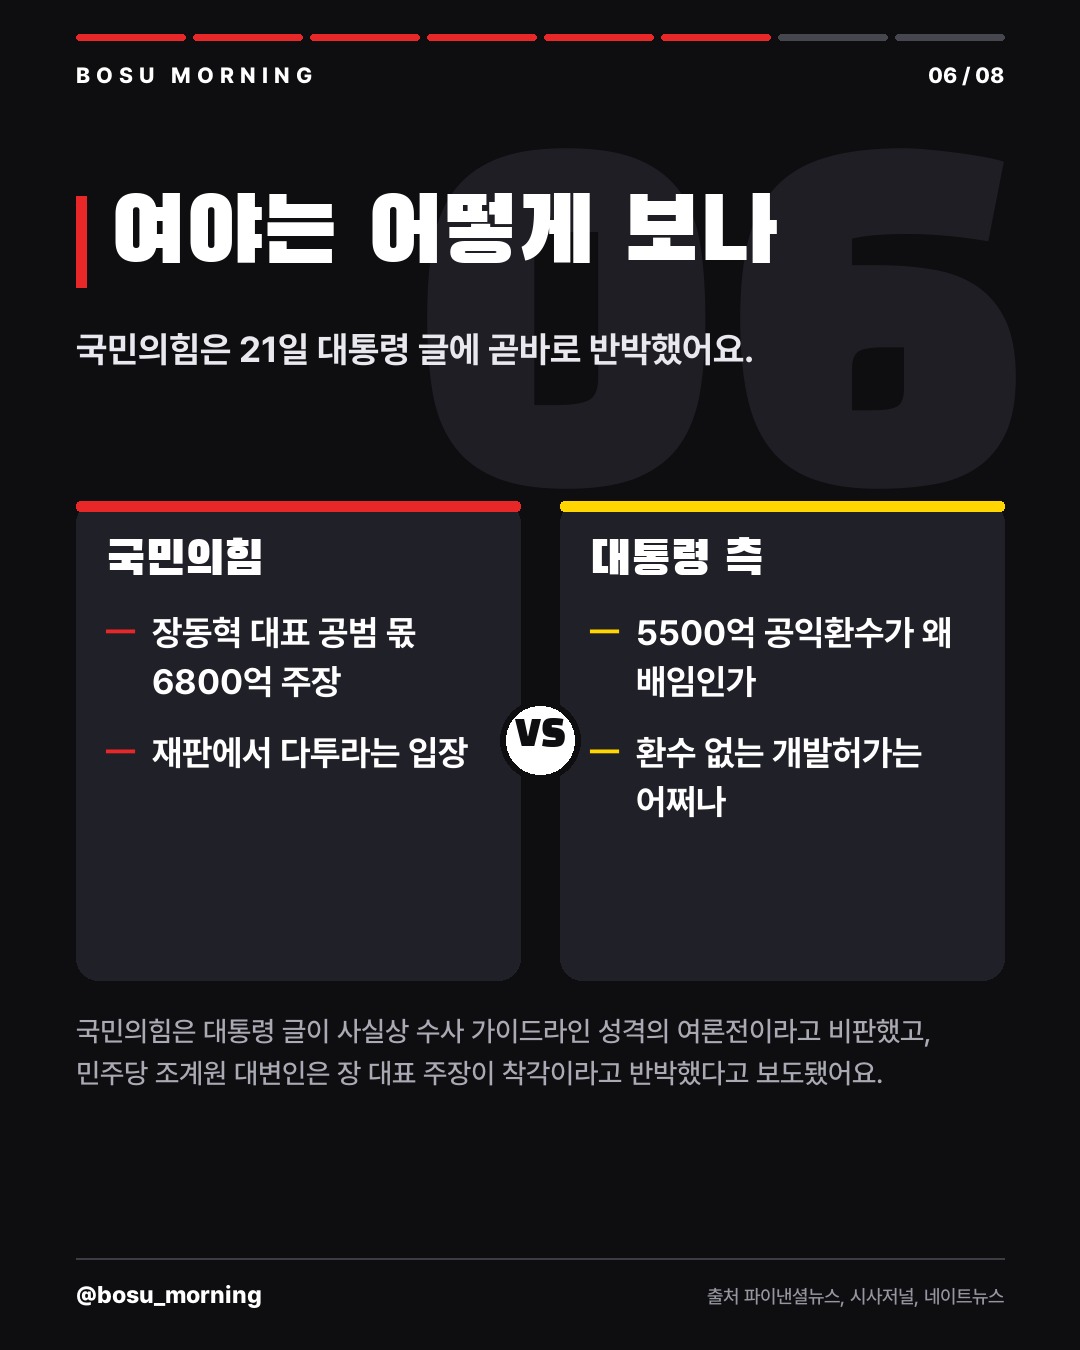 BOSU MORNING
06 / 08
06
여야는 어떻게 보나
국민의힘은 21일 대통령 글에 곧바로 반박했어요.
국민의힘
장동혁 대표 공범 몫
6800억 주장
재판에서 다투라는 입장
VS
대통령 측
5500억 공익환수가 왜
배임인가
환수 없는 개발허가는
어쩌나
국민의힘은 대통령 글이 사실상 수사 가이드라인 성격의 여론전이라고 비판했고,
민주당 조계원 대변인은 장 대표 주장이 착각이라고 반박했다고 보도됐어요.
@bosu_morning
출처 파이낸셜뉴스, 시사저널, 네이트뉴스